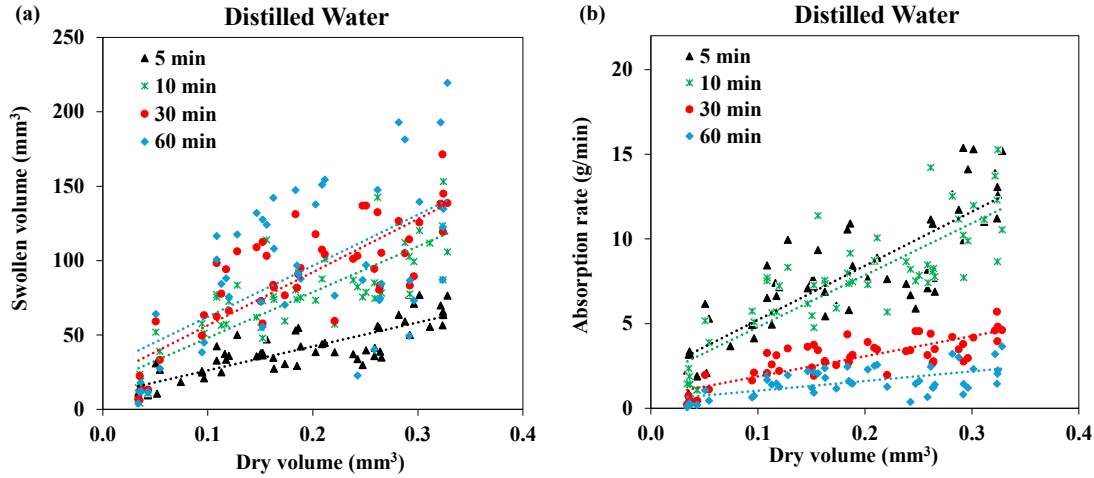 (a)
Distilled Water
Swollen volume (mm³)
250
200
150
100
50
0
5 min
10 min
30 min
60 min
0.0 0.1 0.2 0.3 0.4
Dry volume (mm³)
(b)
Distilled Water
Absorption rate (g/min)
20
15
10
5
0
5 min
10 min
30 min
60 min
0 0.1 0.2 0.3 0.4
Dry volume (mm³)